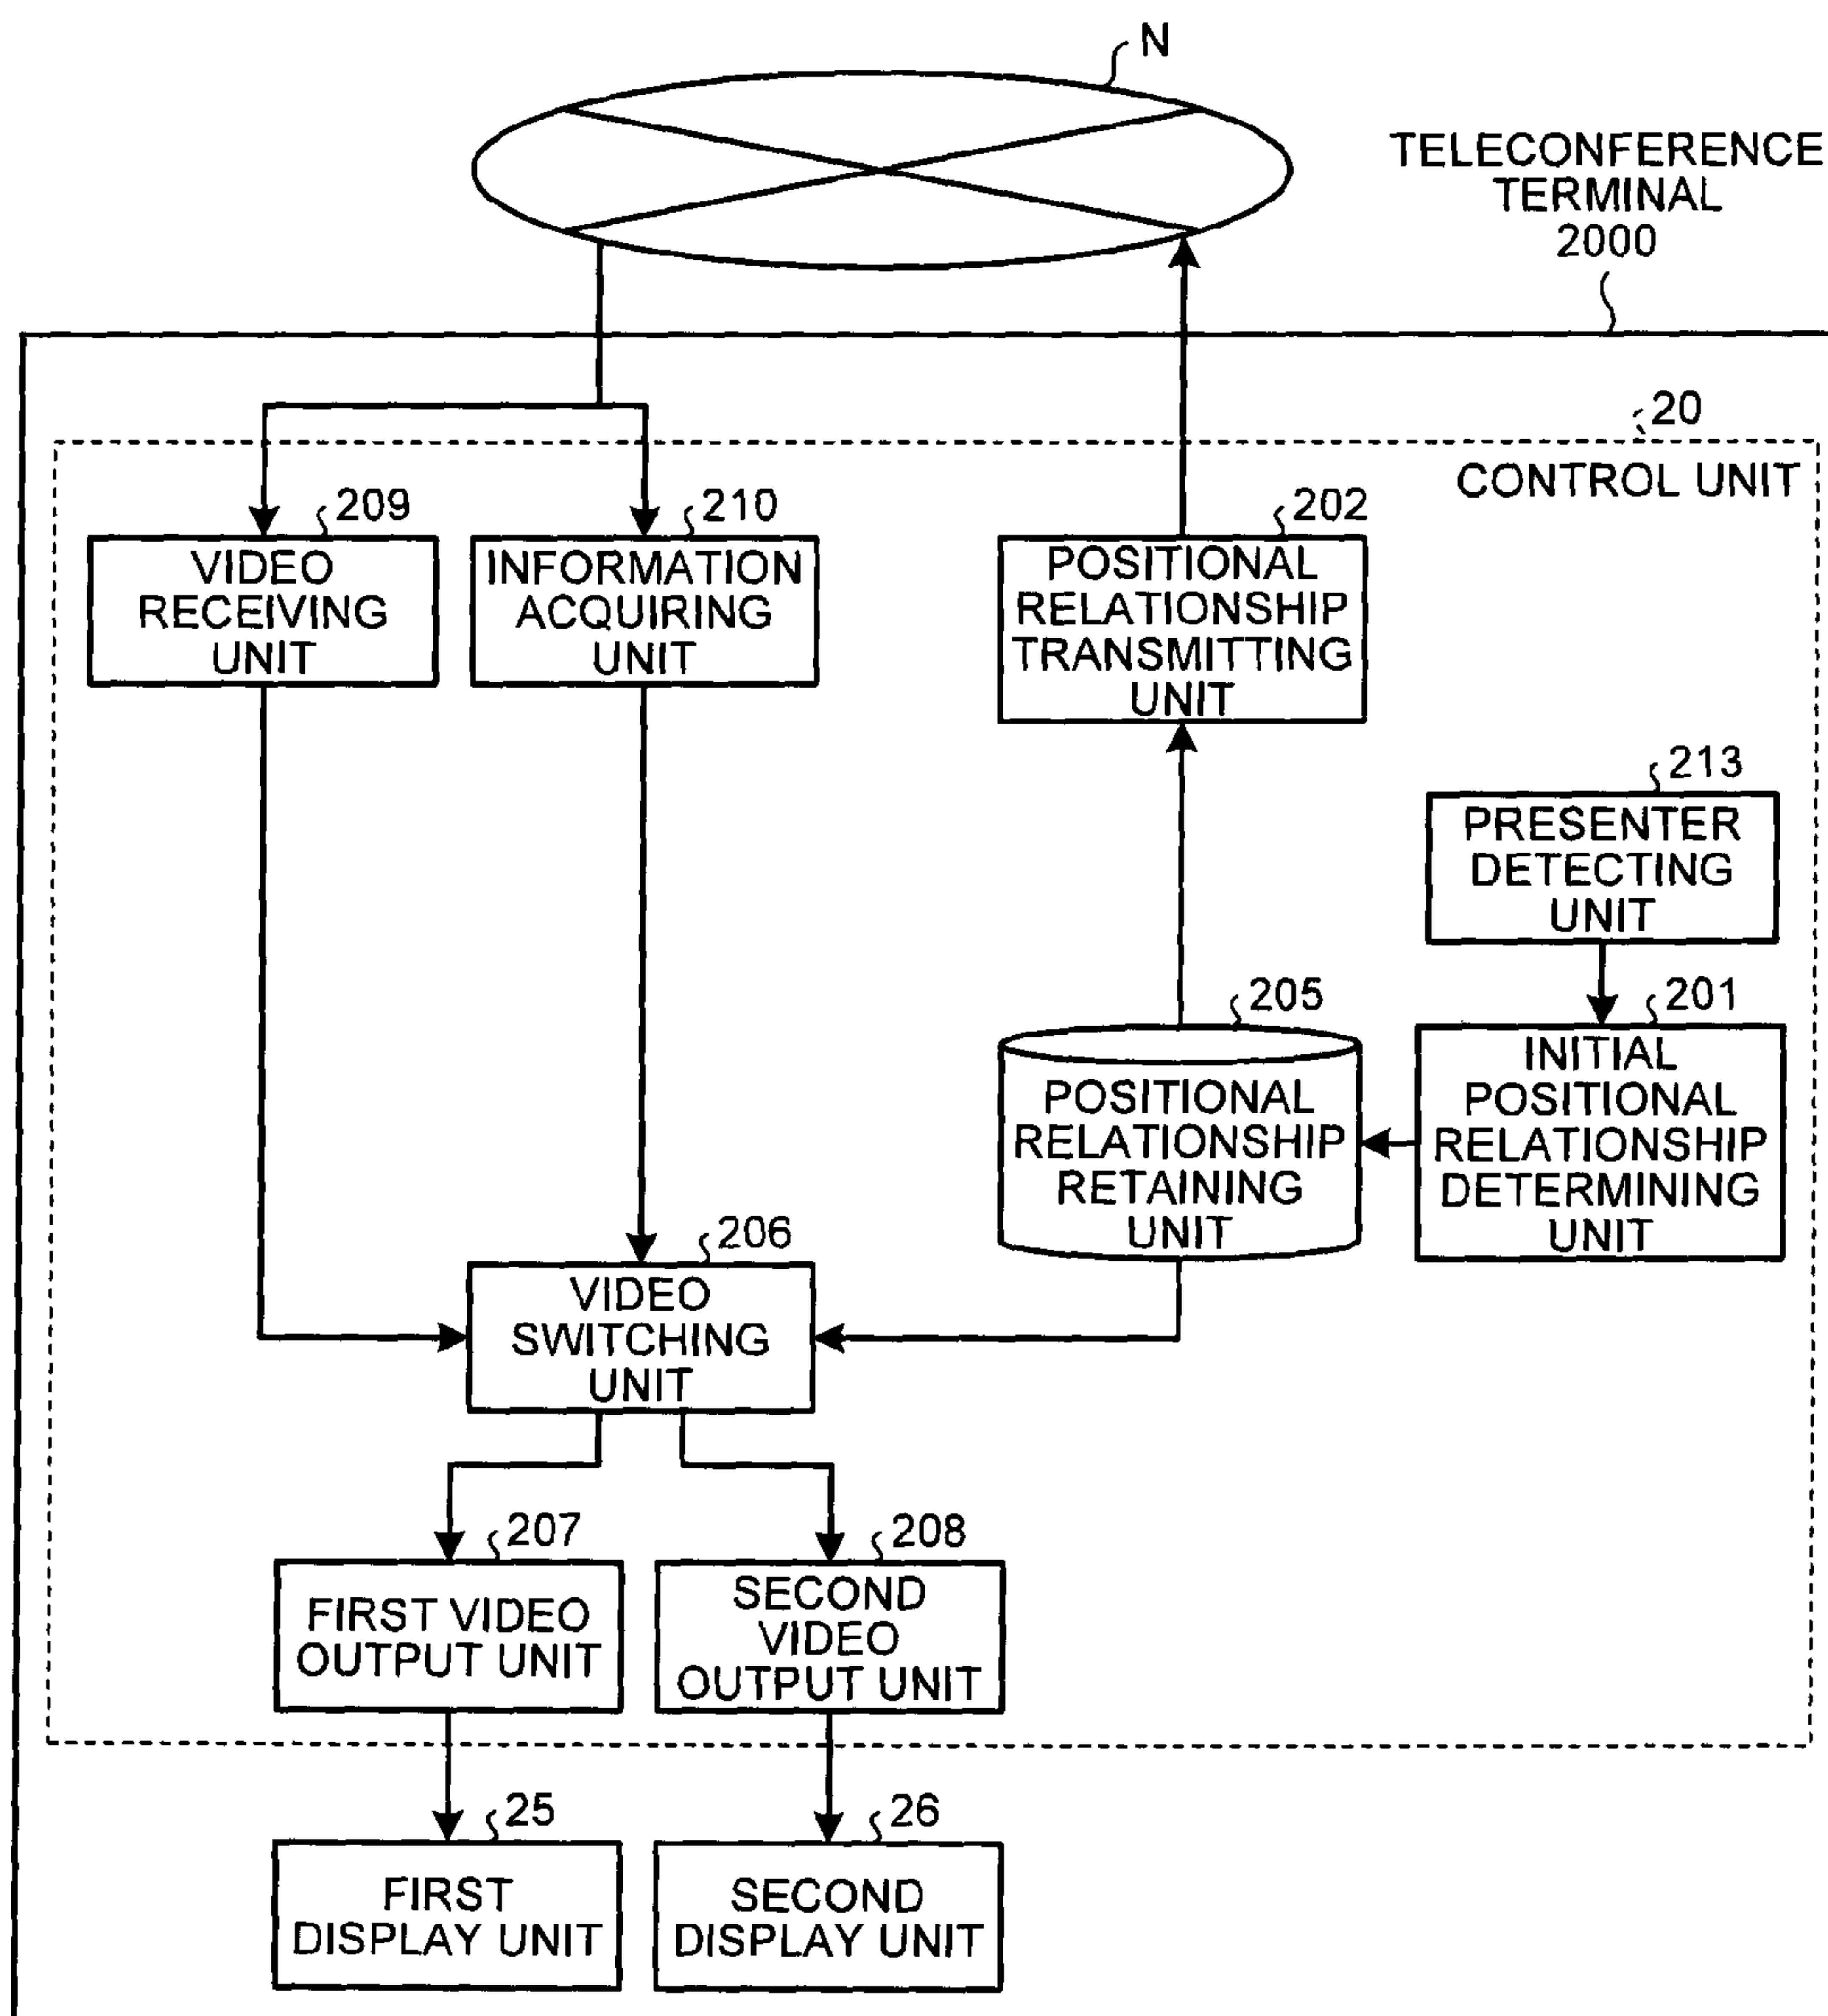 N
TELECONFERENCE
TERMINAL
2000
20
CONTROL UNIT
209
VIDEO
RECEIVING
UNIT
210
INFORMATION
ACQUIRING
UNIT
202
POSITIONAL
RELATIONSHIP
TRANSMITTING
UNIT
213
PRESENTER
DETECTING
UNIT
205
POSITIONAL
RELATIONSHIP
RETAINING
UNIT
201
INITIAL
POSITIONAL
RELATIONSHIP
DETERMINING
UNIT
206
VIDEO
SWITCHING
UNIT
207
FIRST VIDEO
OUTPUT UNIT
208
SECOND
VIDEO
OUTPUT UNIT
25
FIRST
DISPLAY UNIT
26
SECOND
DISPLAY UNIT